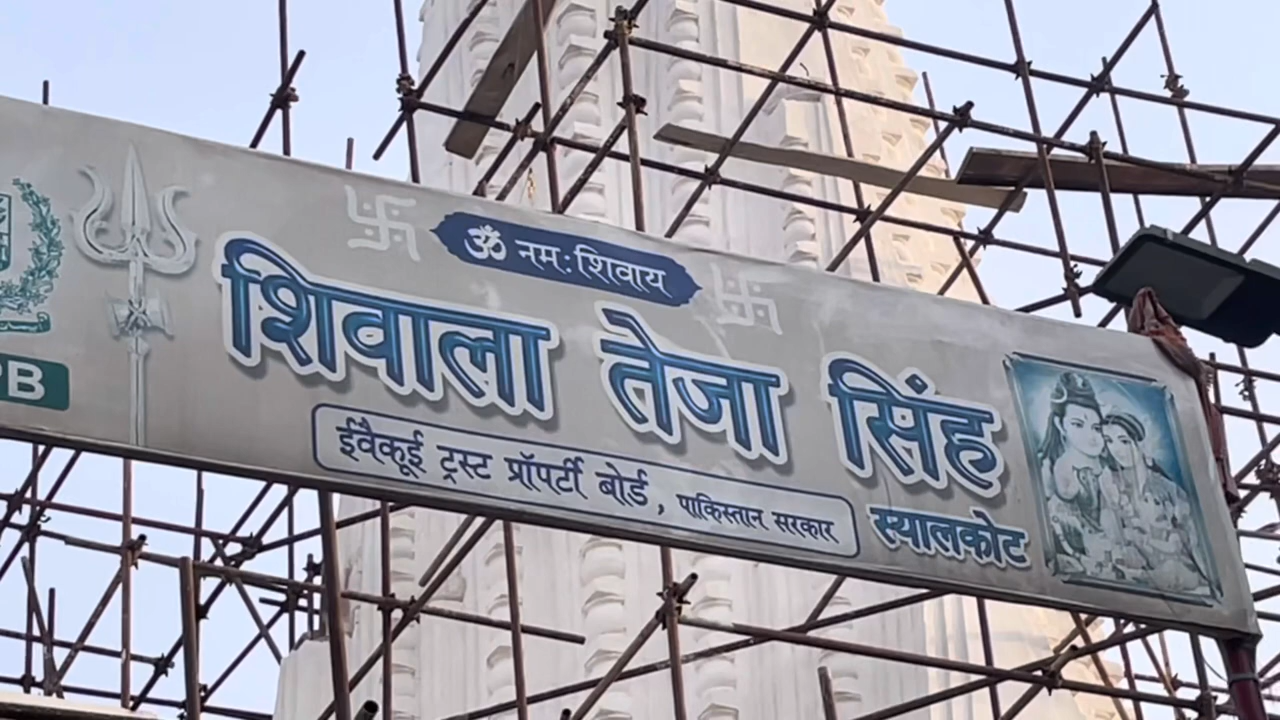 ॐ नमः शिवाय
शिवाला तेजा सिंह
ईवैकूई ट्रस्ट प्रॉपर्टी बोर्ड, पाकिस्तान सरकार
स्यालकोट